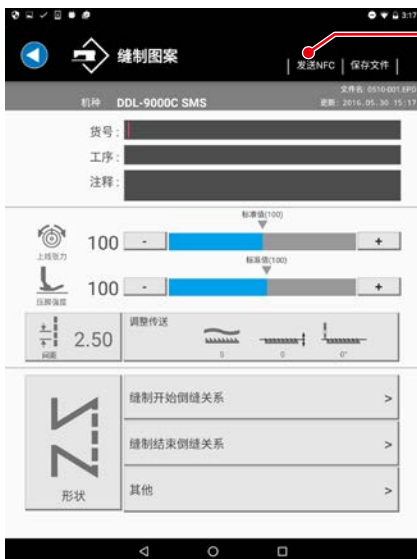 3:17
缝制图案
发送NFC
保存文件
文件名: 0510-001.EPD
机种 DDL-9000C SMS
更新: 2016.05.30 15:17
货号:
工序:
注释:
标准值(100)
上线张力
100
-
+
标准值(100)
压脚强度
100
-
+
间距
2.50
调整传送
0
0
0°
形状
缝制开始倒缝关系 >
缝制结束倒缝关系 >
其他 >